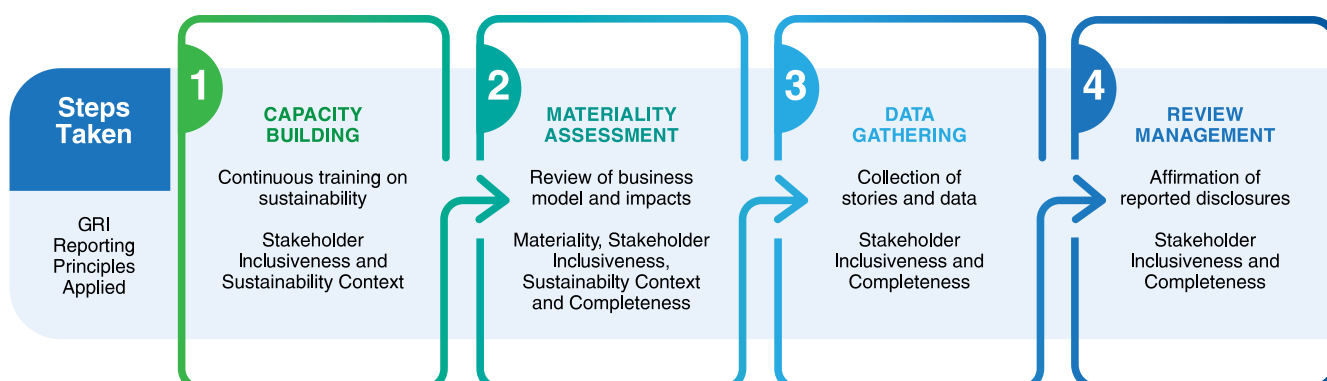 Steps
Taken
GRI
Reporting
Principles
Applied
1
CAPACITY
BUILDING
Continuous training on
sustainability
Stakeholder
Inclusiveness and
Sustainability Context
2
MATERIALITY
ASSESSMENT
Review of business
model and impacts
Materiality, Stakeholder
Inclusiveness,
Sustainabilty Context
and Completeness
3
DATA
GATHERING
Collection of
stories and data
Stakeholder
Inclusiveness and
Completeness
4
REVIEW
MANAGEMENT
Affirmation of
reported disclosures
Stakeholder
Inclusiveness and
Completeness